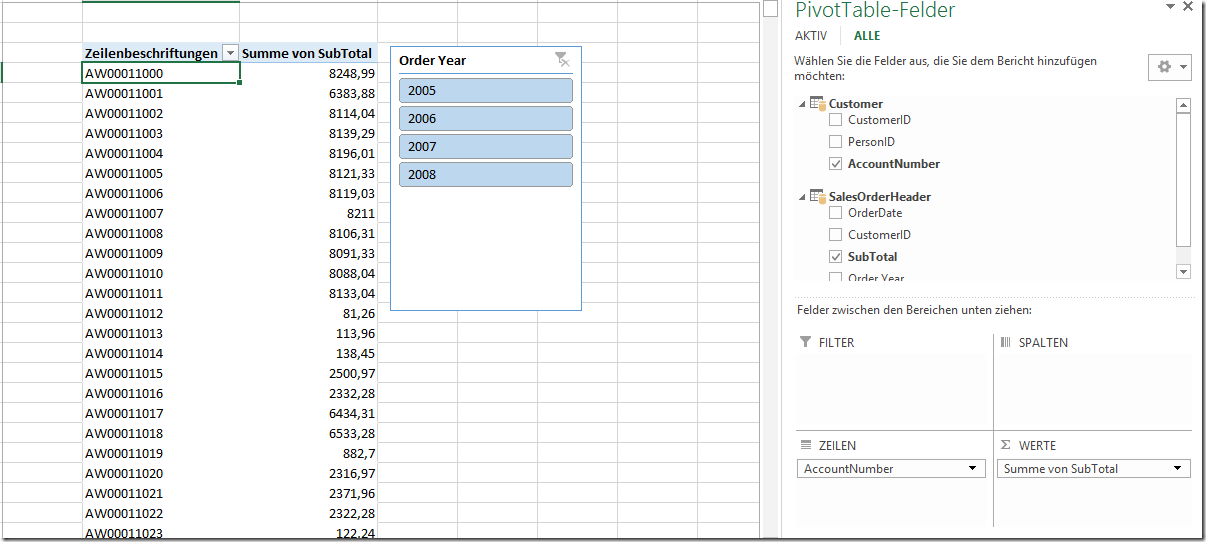 Zeilenbeschriftungen Summe von SubTotal
AW00011000 8248,99
AW00011001 6383,88
AW00011002 8114,04
AW00011003 8139,29
AW00011004 8196,01
AW00011005 8121,33
AW00011006 8119,03
AW00011007 8211
AW00011008 8106,31
AW00011009 8091,33
AW00011010 8088,04
AW00011011 8133,04
AW00011012 81,26
AW00011013 113,96
AW00011014 138,45
AW00011015 2500,97
AW00011016 2332,28
AW00011017 6434,31
AW00011018 6533,28
AW00011019 882,7
AW00011020 2316,97
AW00011021 2371,96
AW00011022 2322,28
AW00011023 122,24
Order Year
2005
2006
2007
2008
PivotTable-Felder
AKTIV ALLE
Wählen Sie die Felder aus, die Sie dem Bericht hinzufügen
möchten:
Customer
CustomerID
PersonID
AccountNumber
SalesOrderHeader
OrderDate
CustomerID
SubTotal
Order Year
Felder zwischen den Bereichen unten ziehen:
FILTER
SPALTEN
ZEILEN
AccountNumber
WERTE
Summe von SubTotal